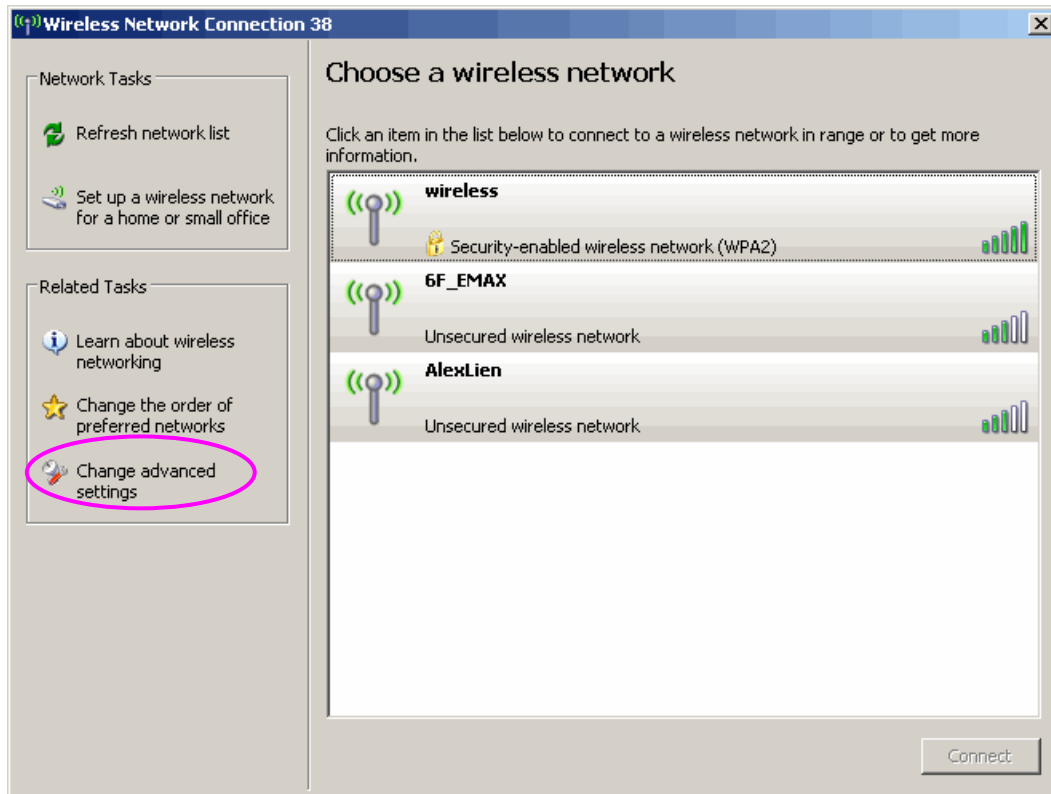 Wireless Network Connection 38
Network Tasks
Refresh network list
Set up a wireless network
for a home or small office
Related Tasks
Learn about wireless
networking
Change the order of
preferred networks
Change advanced
settings
Choose a wireless network
Click an item in the list below to connect to a wireless network in range or to get more
information.
wireless
Security-enabled wireless network (WPA2)
6F_EMAX
Unsecured wireless network
AlexLien
Unsecured wireless network
Connect